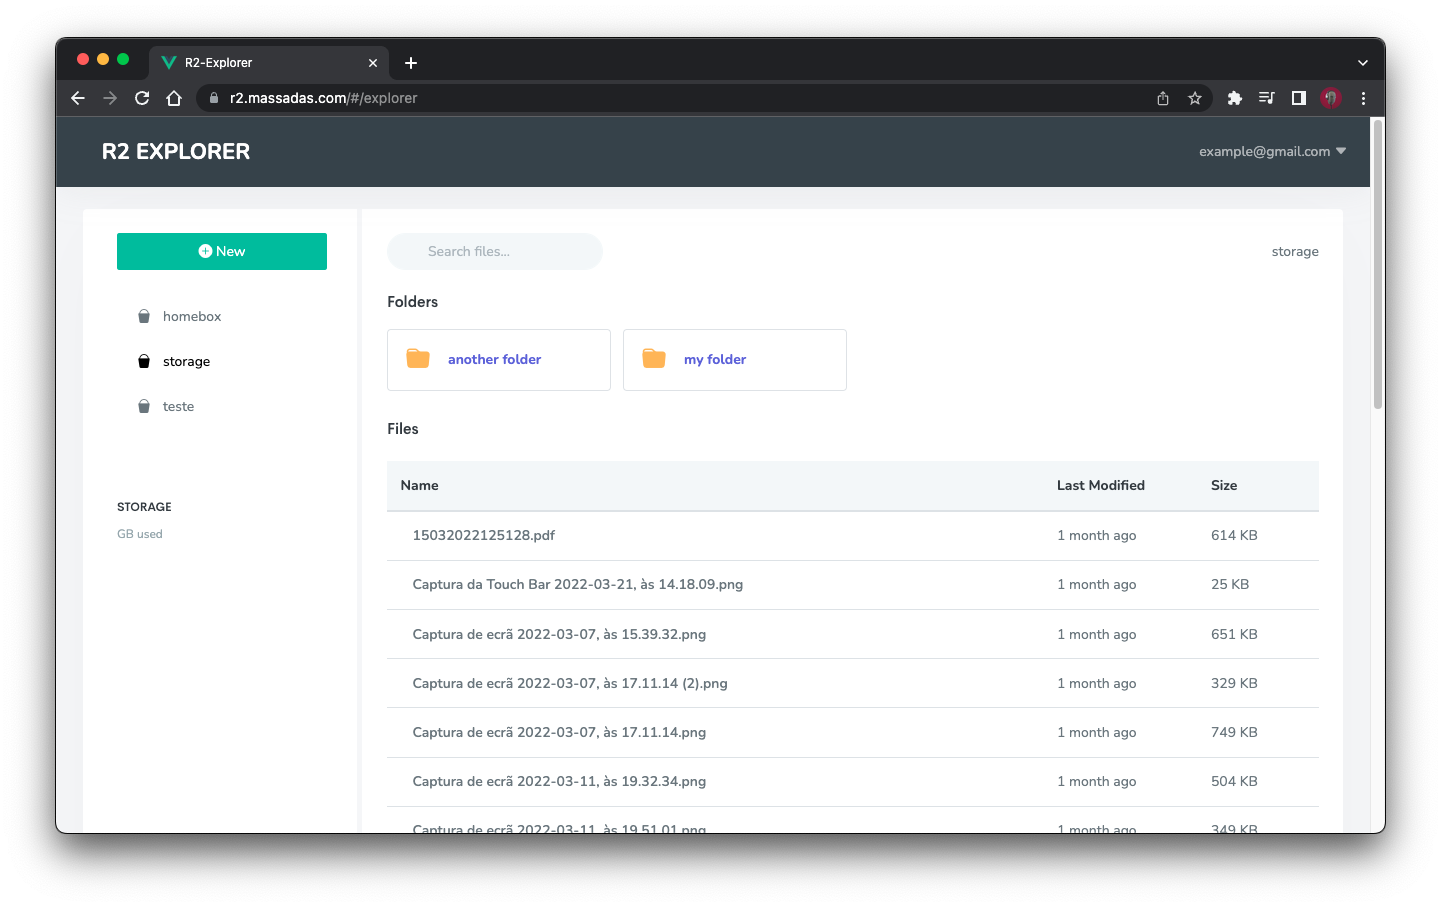 R2-Explorer
r2.massadas.com/#/explorer
R2 EXPLORER
example@gmail.com
New
homebox
storage
teste
STORAGE
GB used
Search files...
storage
Folders
another folder
my folder
Files
Name Last Modified Size
15032022125128.pdf 1 month ago 614 KB
Captura da Touch Bar 2022-03-21, às 14.18.09.png 1 month ago 25 KB
Captura de ecrã 2022-03-07, às 15.39.32.png 1 month ago 651 KB
Captura de ecrã 2022-03-07, às 17.11.14 (2).png 1 month ago 329 KB
Captura de ecrã 2022-03-07, às 17.11.14.png 1 month ago 749 KB
Captura de ecrã 2022-03-11, às 19.32.34.png 1 month ago 504 KB
Captura de ecrã 2022-03-11, às 19.51.01.png 1 month ago 349 KB